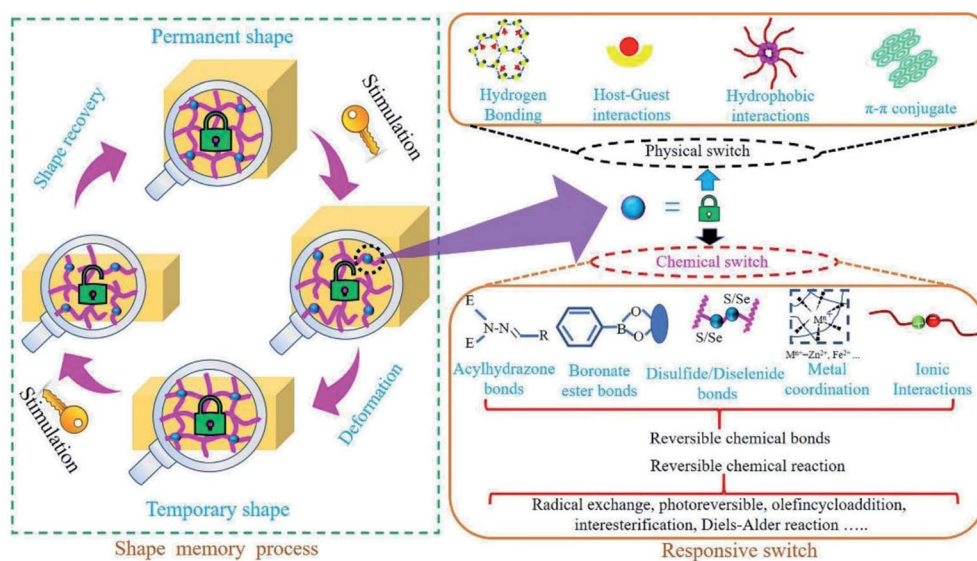 Permanent shape
Shape recovery
Stimulation
Deformation
Stimulation
Temporary shape
Shape memory process
Hydrogen
Bonding
Host-Guest
interactions
Hydrophobic
interactions
π-π conjugate
Physical switch
=
Chemical switch
E
E
N-N
R
B
O
O
S/Se
S/Se
Mⁿ⁺
Mⁿ⁺=Zn²⁺, Fe²⁺ ...
+
Acylhydrazone
bonds
Boronate
ester bonds
Disulfide/Diselenide
bonds
Metal
coordination
Ionic
Interactions
Reversible chemical bonds
Reversible chemical reaction
Radical exchange, photoreversible, olefincycloaddition,
interesterification, Diels-Alder reaction .....
Responsive switch